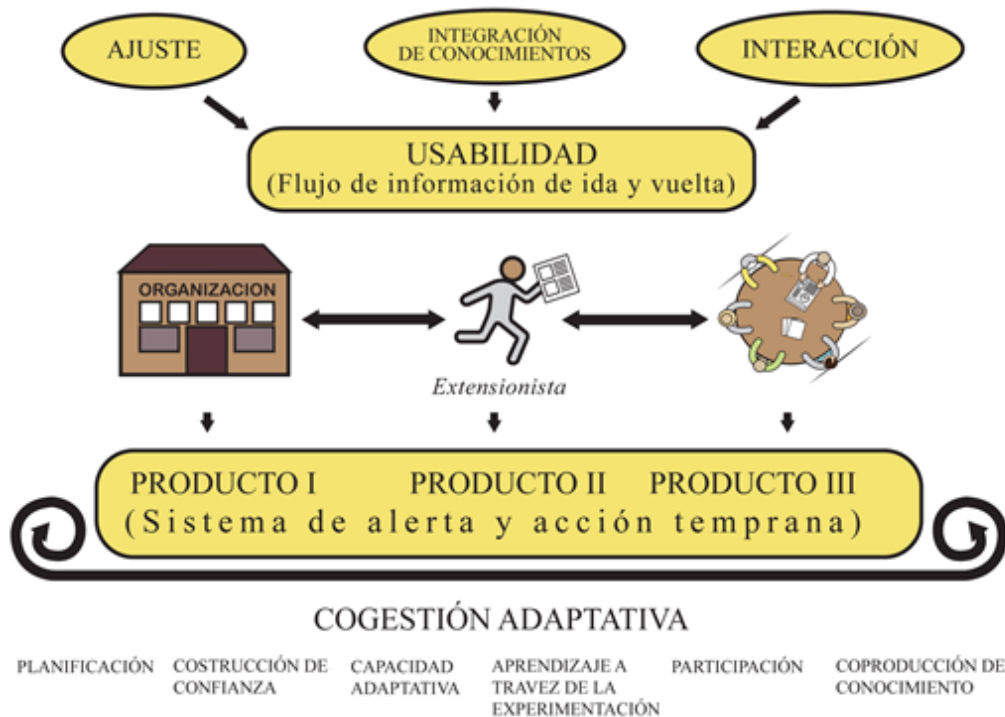 AJUSTE
INTEGRACIÓN
DE CONOCIMIENTOS
INTERACCIÓN
USABILIDAD
(Flujo de información de ida y vuelta)
ORGANIZACION
Extensionista
PRODUCTO I PRODUCTO II PRODUCTO III
(Sistema de alerta y acción temprana)
COGESTIÓN ADAPTATIVA
PLANIFICACIÓN
COSTRUCCIÓN DE
CONFIANZA
CAPACIDAD
ADAPTATIVA
APRENDIZAJE A
TRAVEZ DE LA
EXPERIMENTACIÓN
PARTICIPACIÓN
COPRODUCCIÓN DE
CONOCIMIENTO